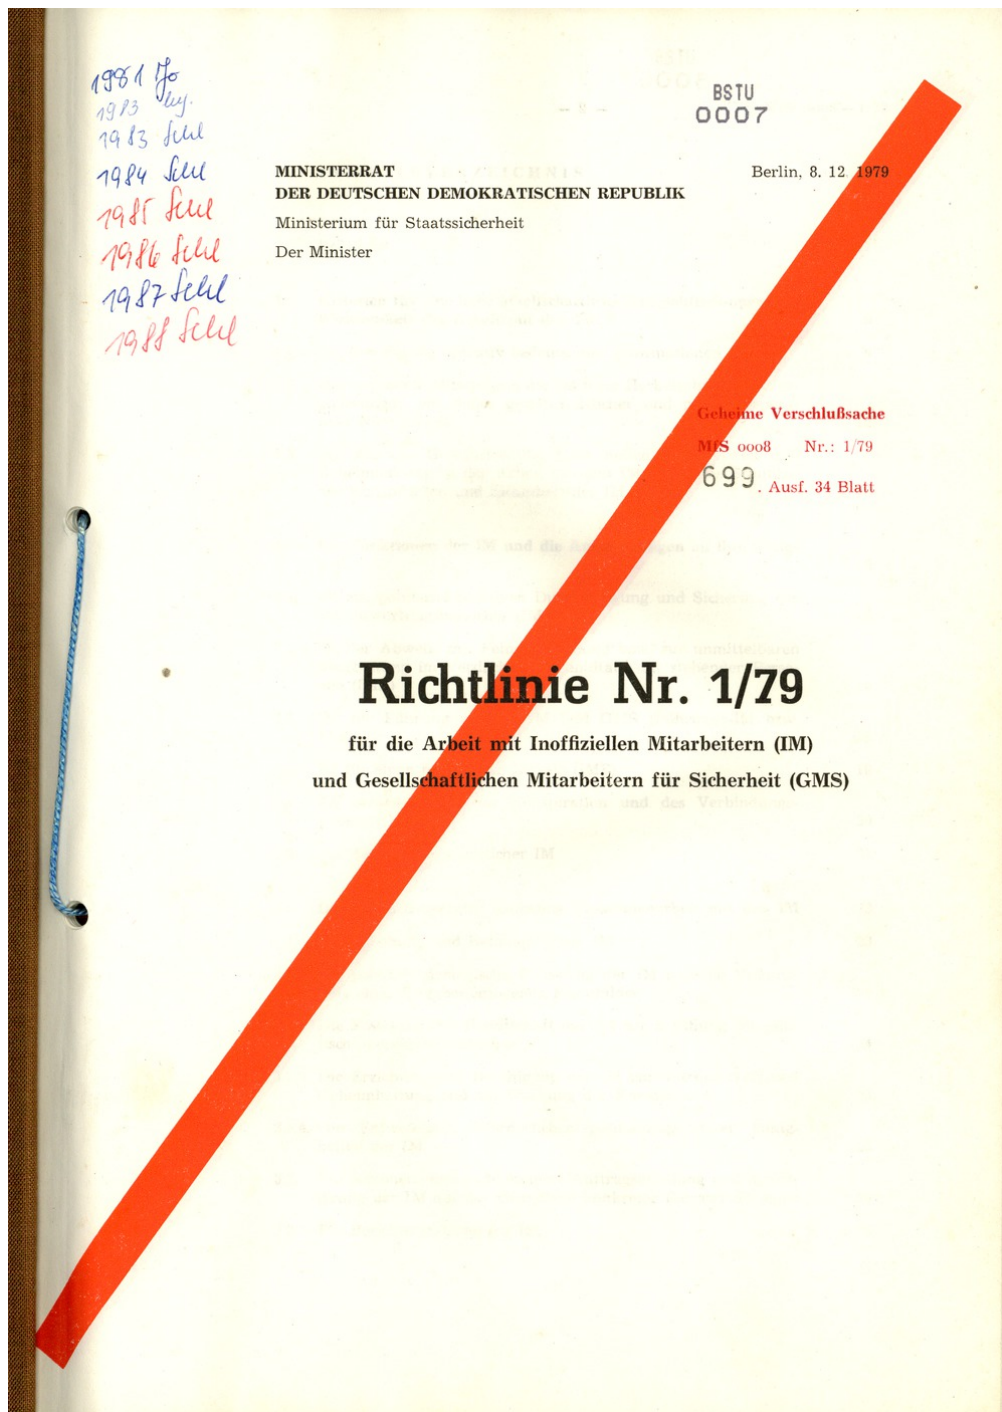 1981
1983
1983 Schl
1984 Schl
1985 Schl
1986 Schl
1987 Schl
1988 Schl
BSTU
0007
MINISTERRAT
DER DEUTSCHEN DEMOKRATISCHEN REPUBLIK
Ministerium für Staatssicherheit
Der Minister
Berlin, 8. 12. 1979
Geheime Verschlußsache
MfS ooo8 Nr.: 1/79
699. Ausf. 34 Blatt
Richtlinie Nr. 1/79
für die Arbeit mit Inoffiziellen Mitarbeitern (IM)
und Gesellschaftlichen Mitarbeitern für Sicherheit (GMS)